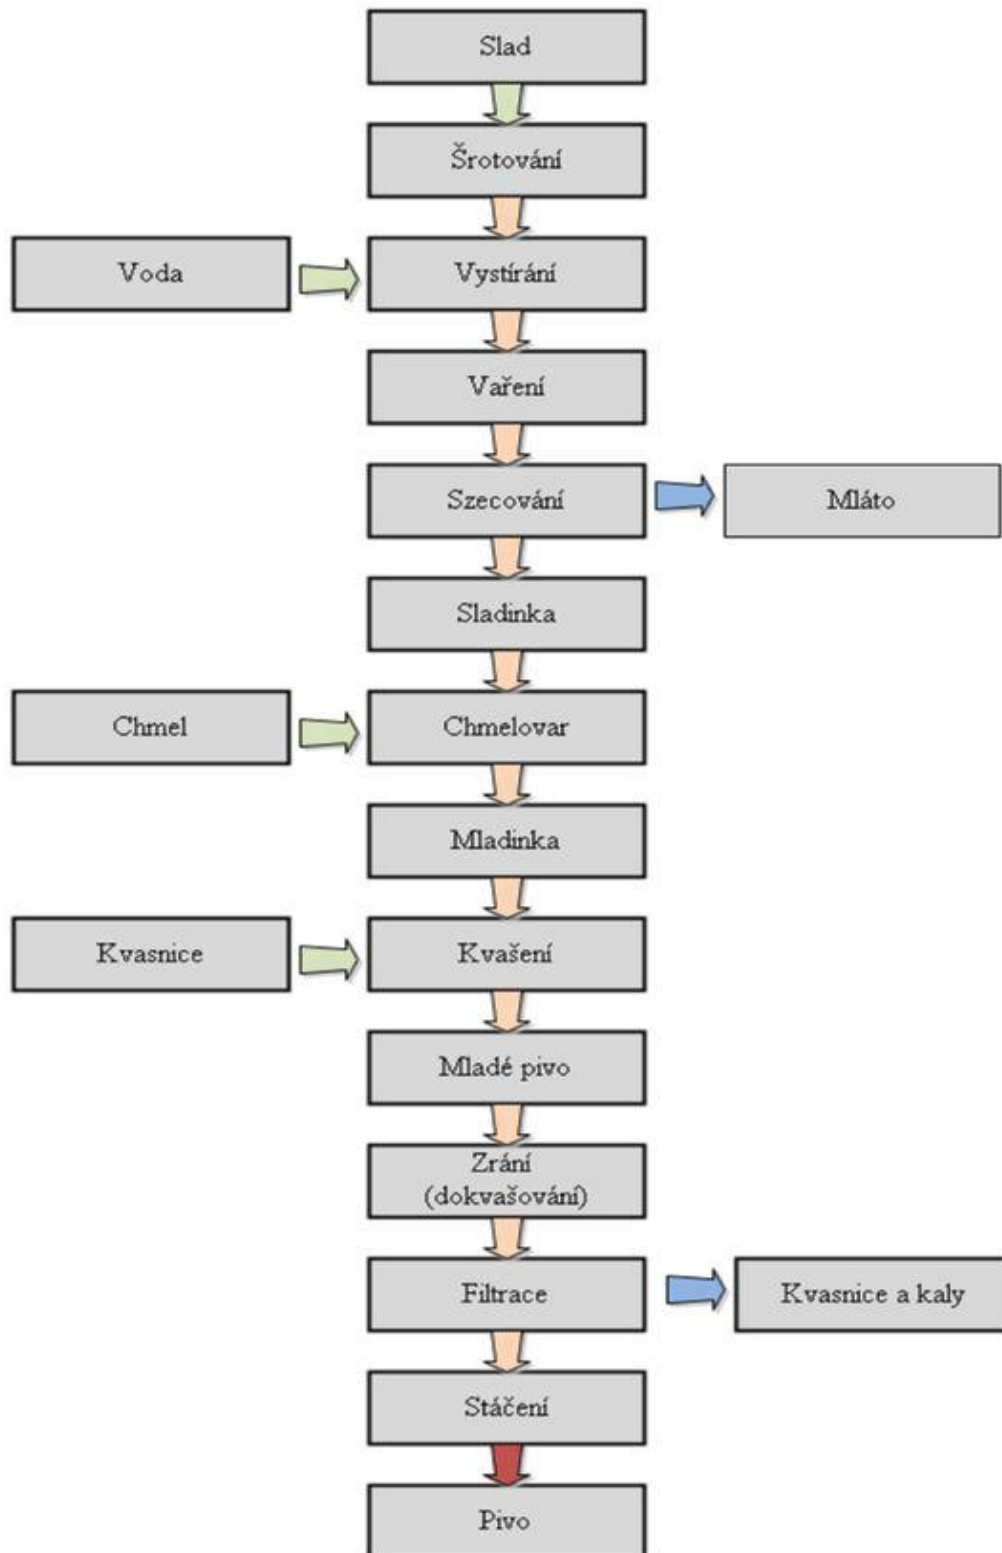 Slad
Šrotování
Voda
Vystírání
Vaření
Szecování
Mláto
Sladinka
Chmel
Chmelovar
Mladinka
Kvasnice
Kvašení
Mladé pivo
Zrání
(dokvašování)
Filtrace
Kvasnice a kaly
Stáčení
Pivo